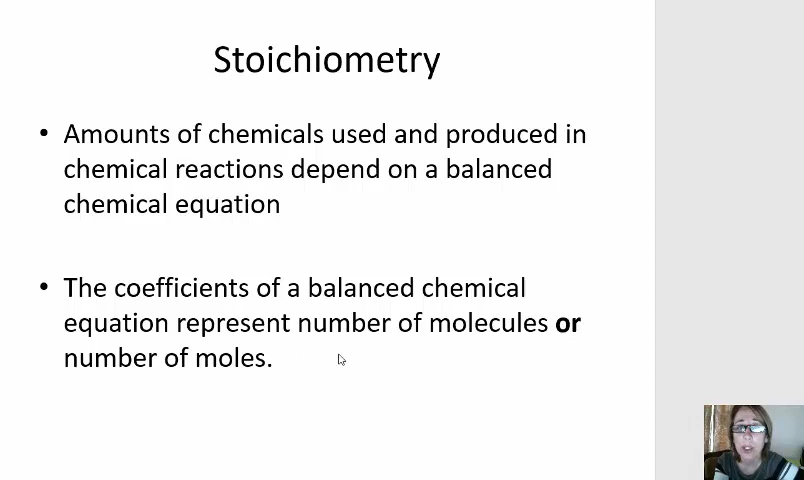 Stoichiometry
• Amounts of chemicals used and produced in
chemical reactions depend on a balanced
chemical equation
• The coefficients of a balanced chemical
equation represent number of molecules or
number of moles.